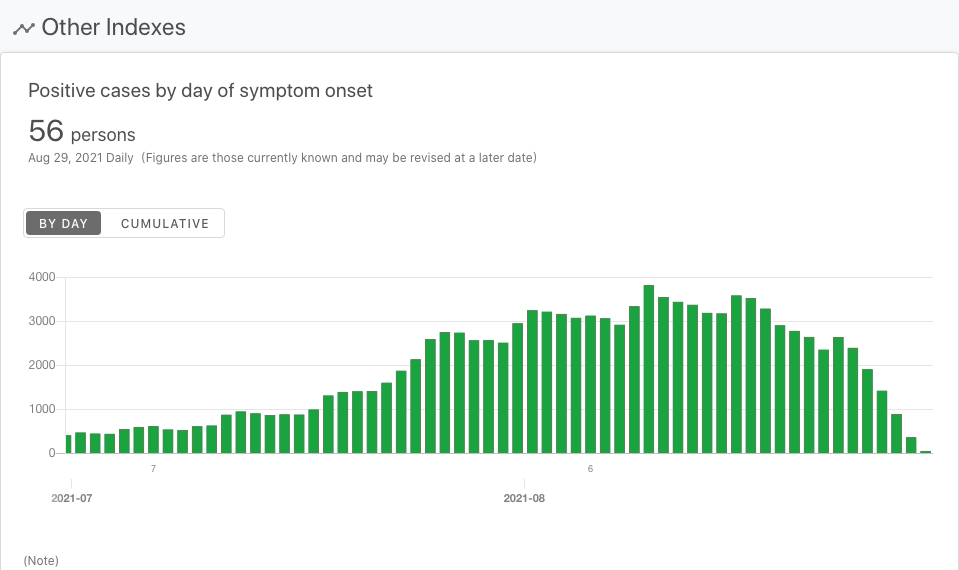 Other Indexes
Positive cases by day of symptom onset
56 persons
Aug 29, 2021 Daily (Figures are those currently known and may be revised at a later date)
BY DAY CUMULATIVE
4000
3000
2000
1000
0
7 6
2021-07 2021-08
(Note)